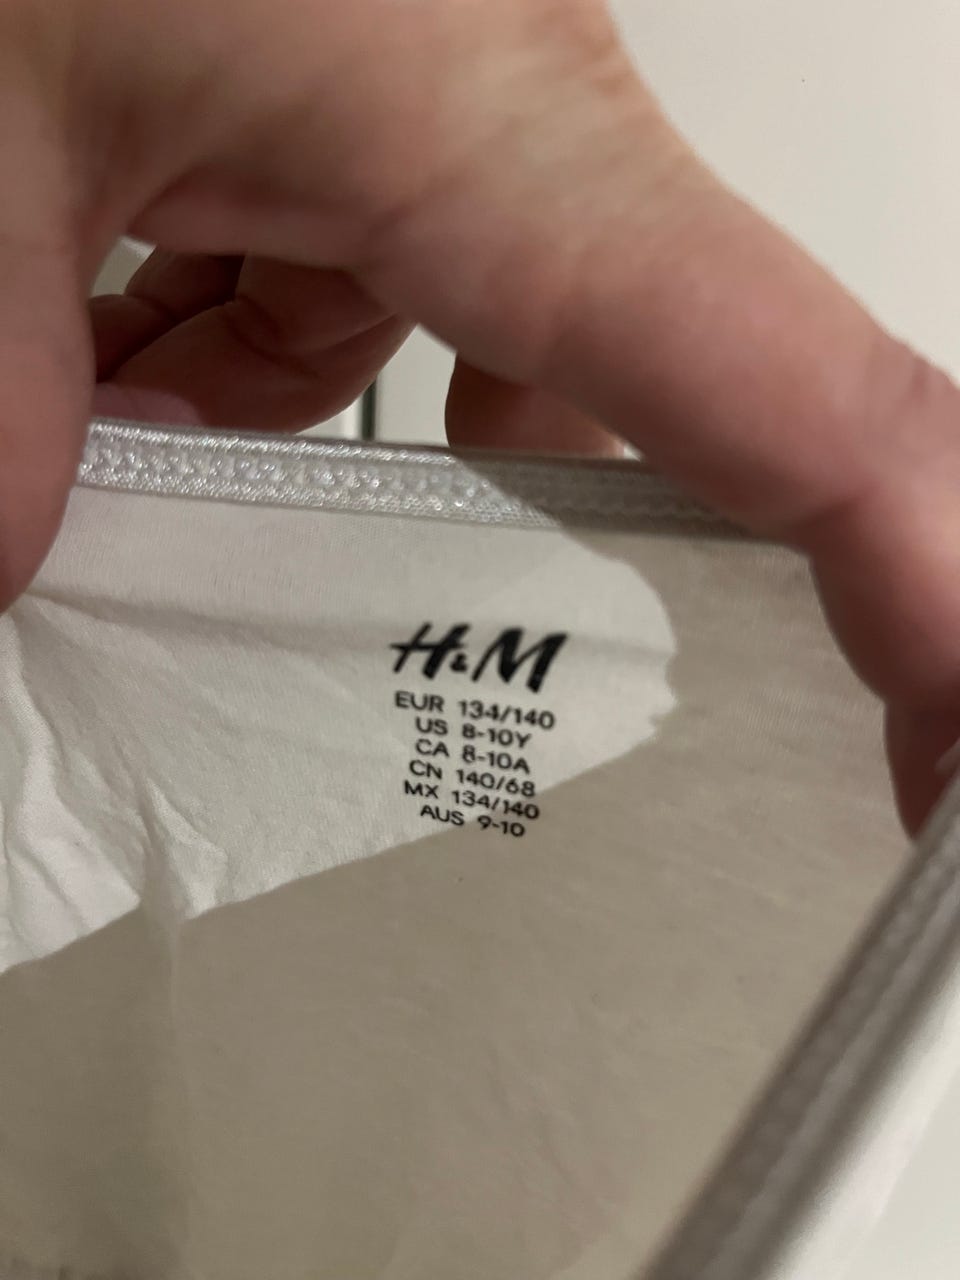 H&M
EUR 134/140
US 8-10Y
CA 8-10A
CN 140/68
MX 134/140
AUS 9-10